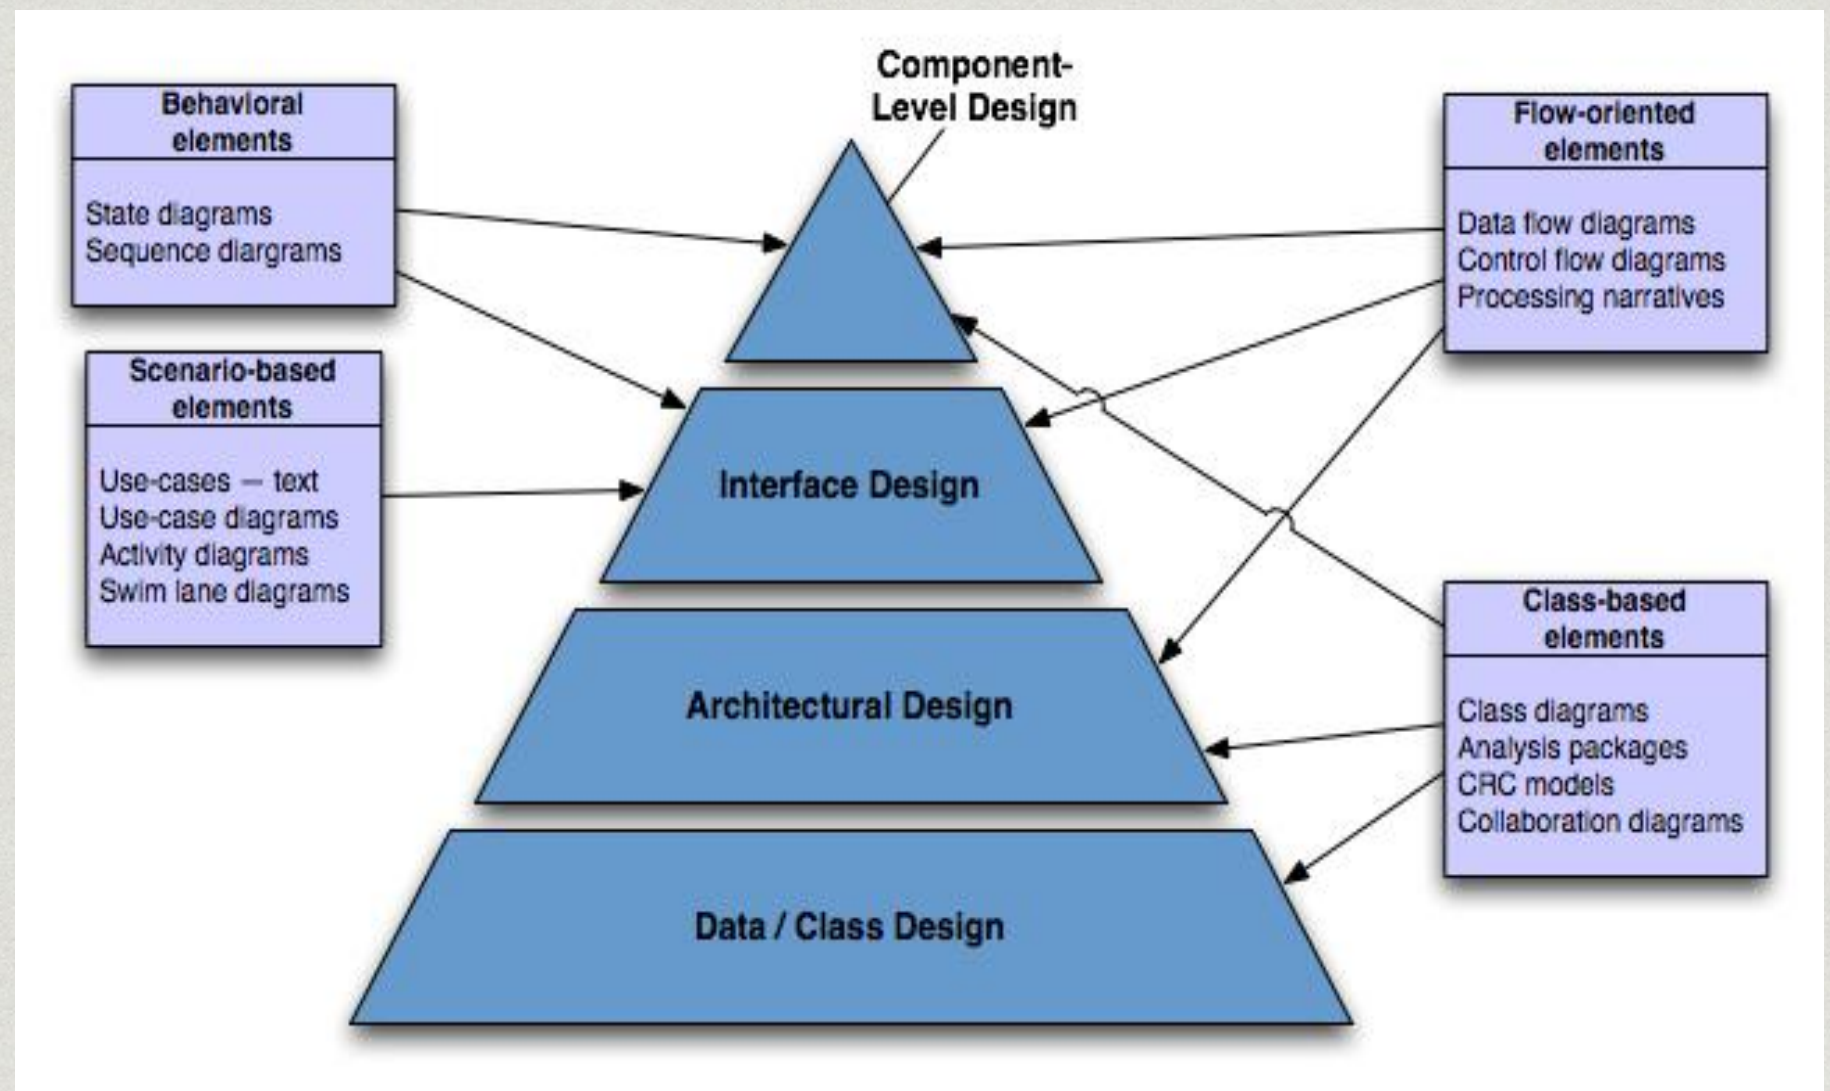 Component-
Level Design
Behavioral
elements
State diagrams
Sequence diargrams
Scenario-based
elements
Use-cases — text
Use-case diagrams
Activity diagrams
Swim lane diagrams
Flow-oriented
elements
Data flow diagrams
Control flow diagrams
Processing narratives
Interface Design
Architectural Design
Data / Class Design
Class-based
elements
Class diagrams
Analysis packages
CRC models
Collaboration diagrams